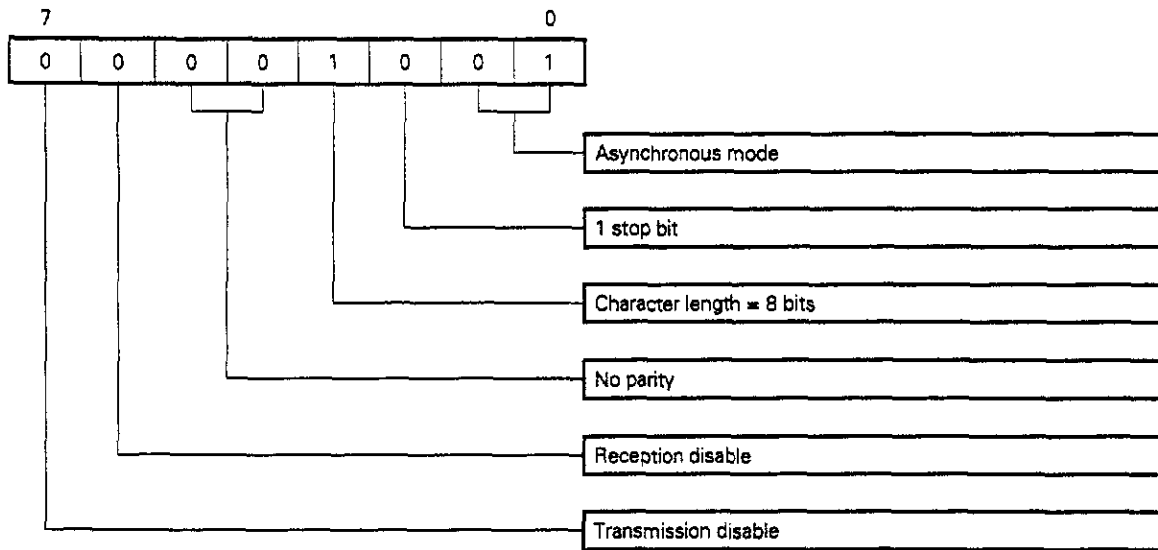 7 0
0 0 0 0 1 0 0 1
Asynchronous mode
1 stop bit
Character length = 8 bits
No parity
Reception disable
Transmission disable